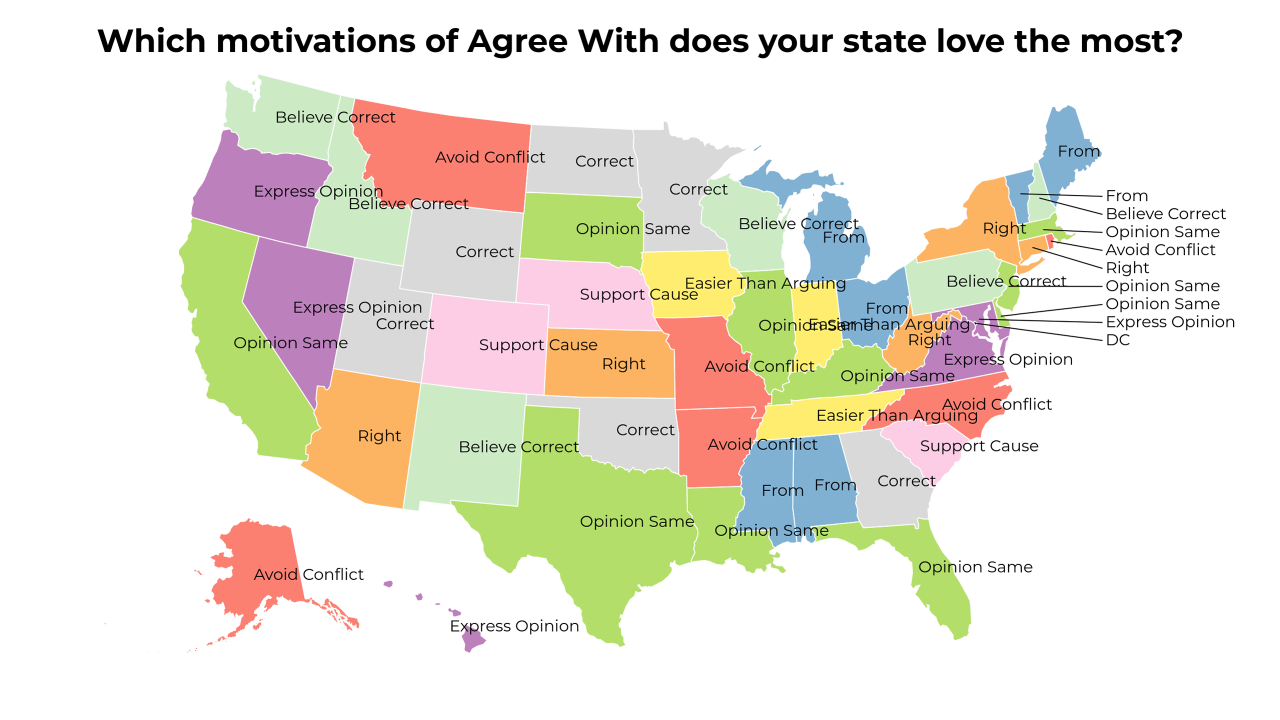 Which motivations of Agree With does your state love the most?
Believe Correct
From
Avoid Conflict
Correct
Correct
Express Opinion
Believe Correct
From
Believe Correct
Believe Correct
Opinion Same
Right
Opinion Same
From
Avoid Conflict
Correct
Right
Easier Than Arguing
Believe Correct
Opinion Same
Support Cause
Opinion Same
Express Opinion
From
Correct
Opinion Same
Easier Than Arguing
Express Opinion
Opinion Same
Support Cause
Right
DC
Right
Avoid Conflict
Express Opinion
Opinion Same
Avoid Conflict
Easier Than Arguing
Right
Correct
Avoid Conflict
Believe Correct
Support Cause
Correct
From
From
Opinion Same
Opinion Same
Opinion Same
Avoid Conflict
Express Opinion